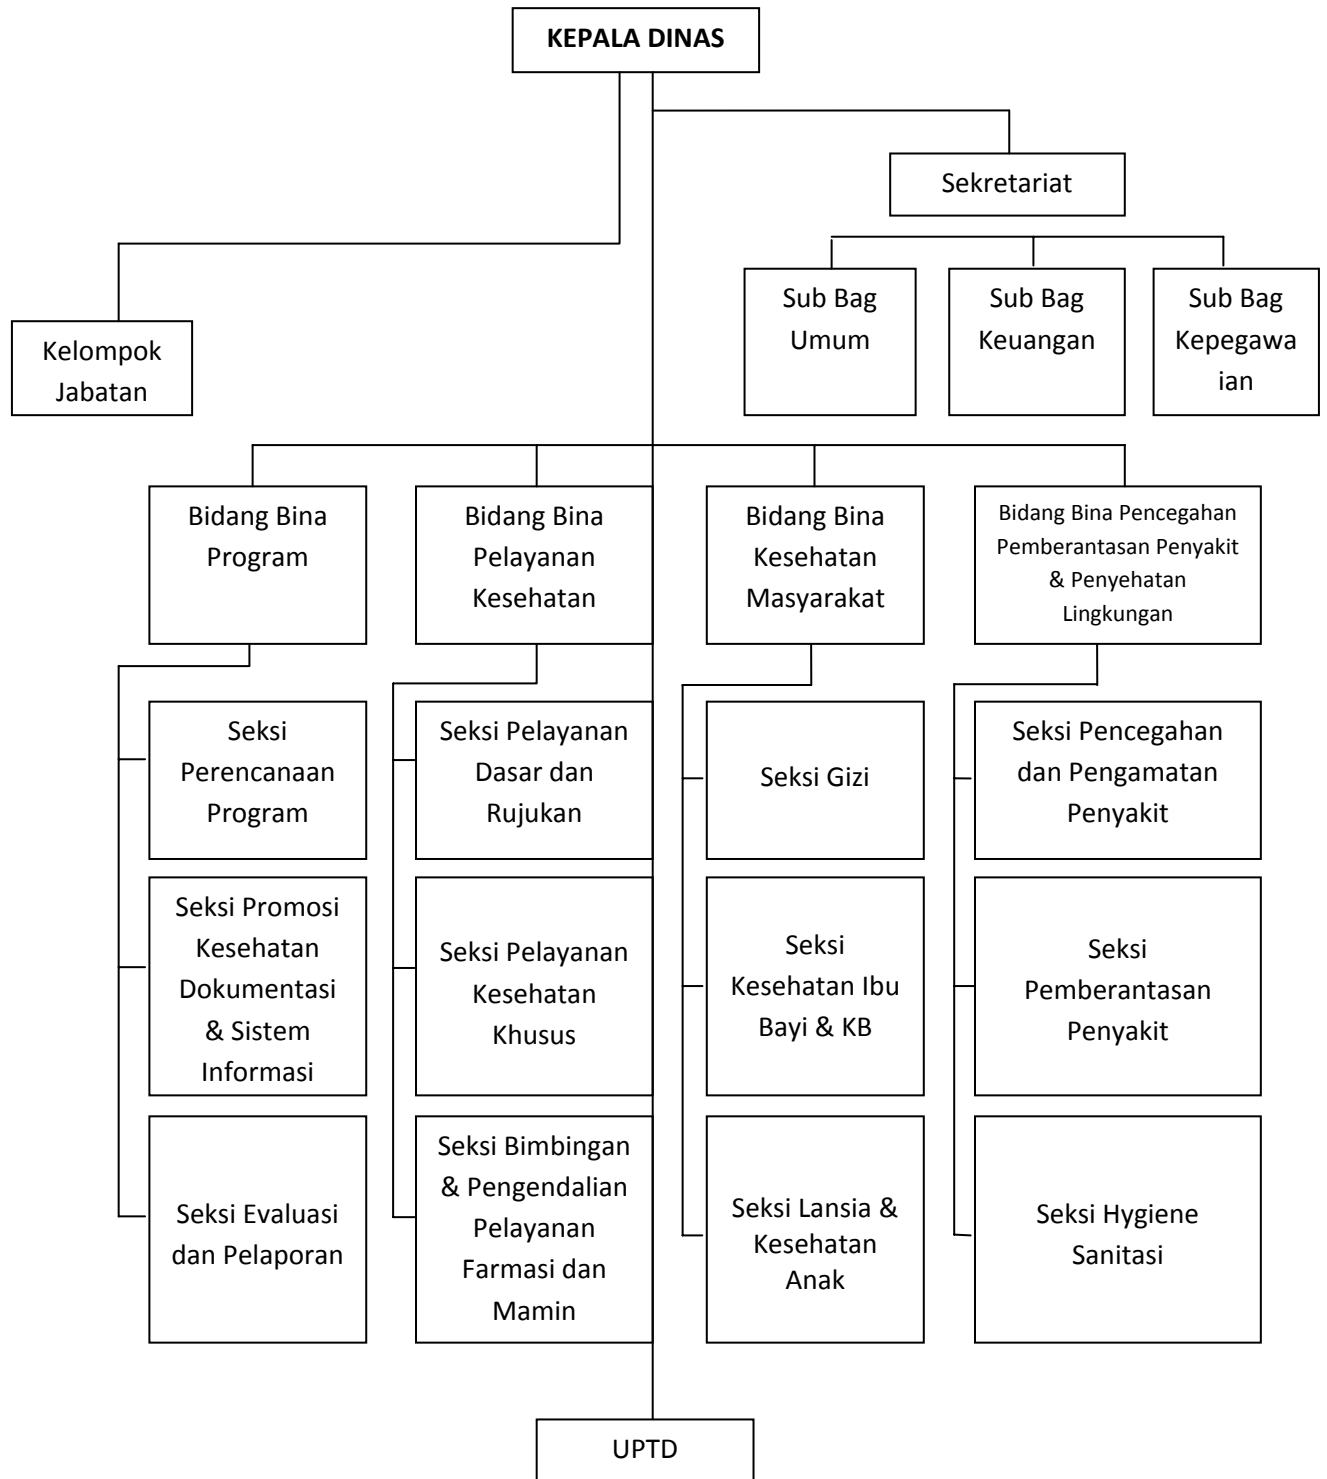 KEPALA DINAS
Sekretariat
Sub Bag
Umum
Sub Bag
Keuangan
Sub Bag
Kepegawa
ian
Kelompok
Jabatan
Bidang Bina
Program
Bidang Bina
Pelayanan
Kesehatan
Bidang Bina
Kesehatan
Masyarakat
Bidang Bina Pencegahan
Pemberantasan Penyakit
& Penyehatan
Lingkungan
Seksi
Perencanaan
Program
Seksi Pelayanan
Dasar dan
Rujukan
Seksi Gizi
Seksi Pencegahan
dan Pengamatan
Penyakit
Seksi Promosi
Kesehatan
Dokumentasi
& Sistem
Informasi
Seksi Pelayanan
Kesehatan
Khusus
Seksi
Kesehatan Ibu
Bayi & KB
Seksi
Pemberantasan
Penyakit
Seksi Evaluasi
dan Pelaporan
Seksi Bimbingan
& Pengendalian
Pelayanan
Farmasi dan
Mamin
Seksi Lansia &
Kesehatan
Anak
Seksi Hygiene
Sanitasi
UPTD